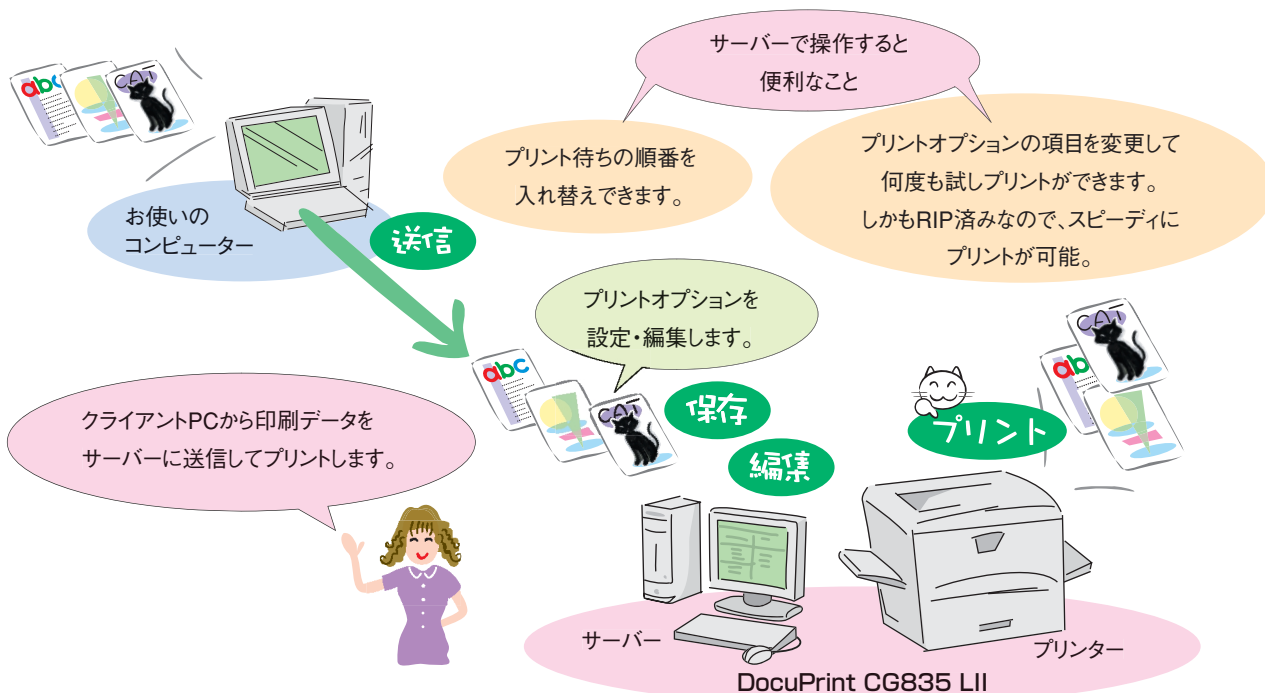 サーバーで操作すると
便利なこと
プリント待ちの順番を
入れ替えできます。
プリントオプションの項目を変更して
何度も試しプリントができます。
しかもRIP済みなので、スピーディに
プリントが可能。
abc
CAT
お使いの
コンピューター
送信
プリントオプションを
設定・編集します。
abc
CAT
保存
編集
クライアントPCから印刷データを
サーバーに送信してプリントします。
CAT
ab
プリント
サーバー
プリンター
DocuPrint CG835 LII